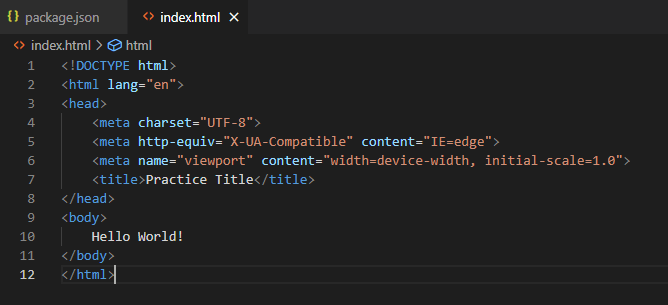 {} package.json <> index.html ×
<> index.html > html
1 <!DOCTYPE html>
2 <html lang="en">
3 <head>
4     <meta charset="UTF-8">
5     <meta http-equiv="X-UA-Compatible" content="IE=edge">
6     <meta name="viewport" content="width=device-width, initial-scale=1.0">
7     <title>Practice Title</title>
8 </head>
9 <body>
10     Hello World!
11 </body>
12 </html>